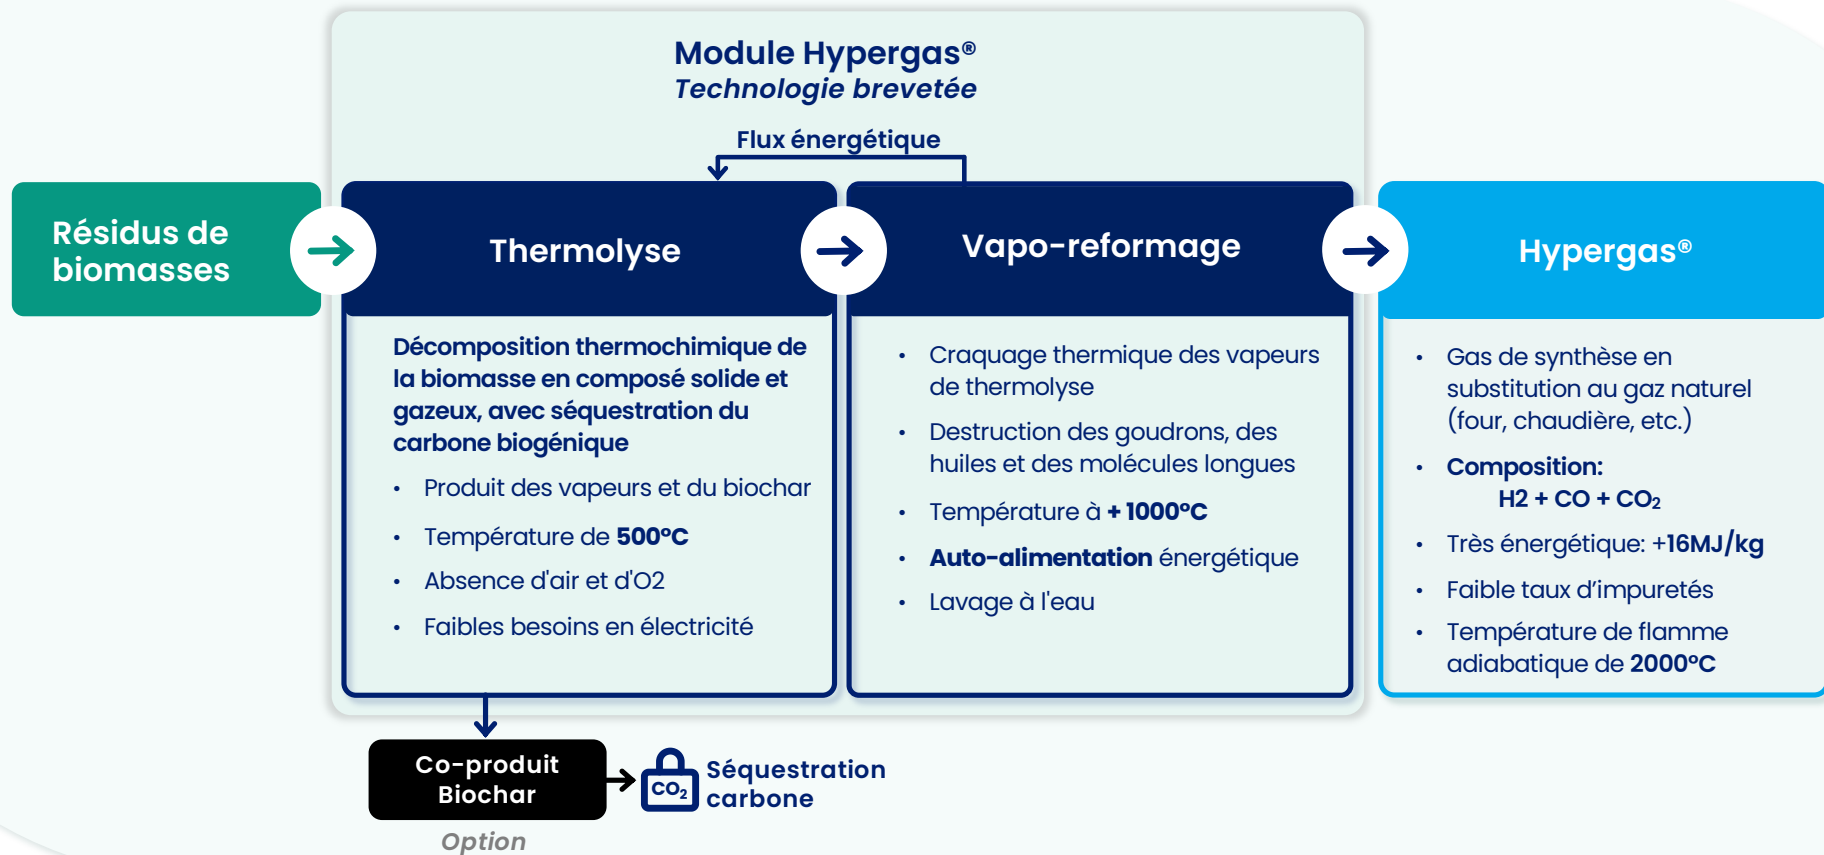 Module Hypergas®
Technologie brevetée
Flux énergétique
Résidus de
biomasses
Thermolyse
Décomposition thermochimique de
la biomasse en composé solide et
gazeux, avec séquestration du
carbone biogénique
• Produit des vapeurs et du biochar
• Température de 500°C
• Absence d'air et d'O2
• Faibles besoins en électricité
Vapo-reformage
• Craquage thermique des vapeurs
de thermolyse
• Destruction des goudrons, des
huiles et des molécules longues
• Température à + 1000°C
• Auto-alimentation énergétique
• Lavage à l'eau
Hypergas®
• Gas de synthèse en
substitution au gaz naturel
(four, chaudière, etc.)
• Composition:
H2 + CO + CO₂
• Très énergétique: +16MJ/kg
• Faible taux d’impuretés
• Température de flamme
adiabatique de 2000°C
Co-produit
Biochar
Option
CO₂
Séquestration
carbone